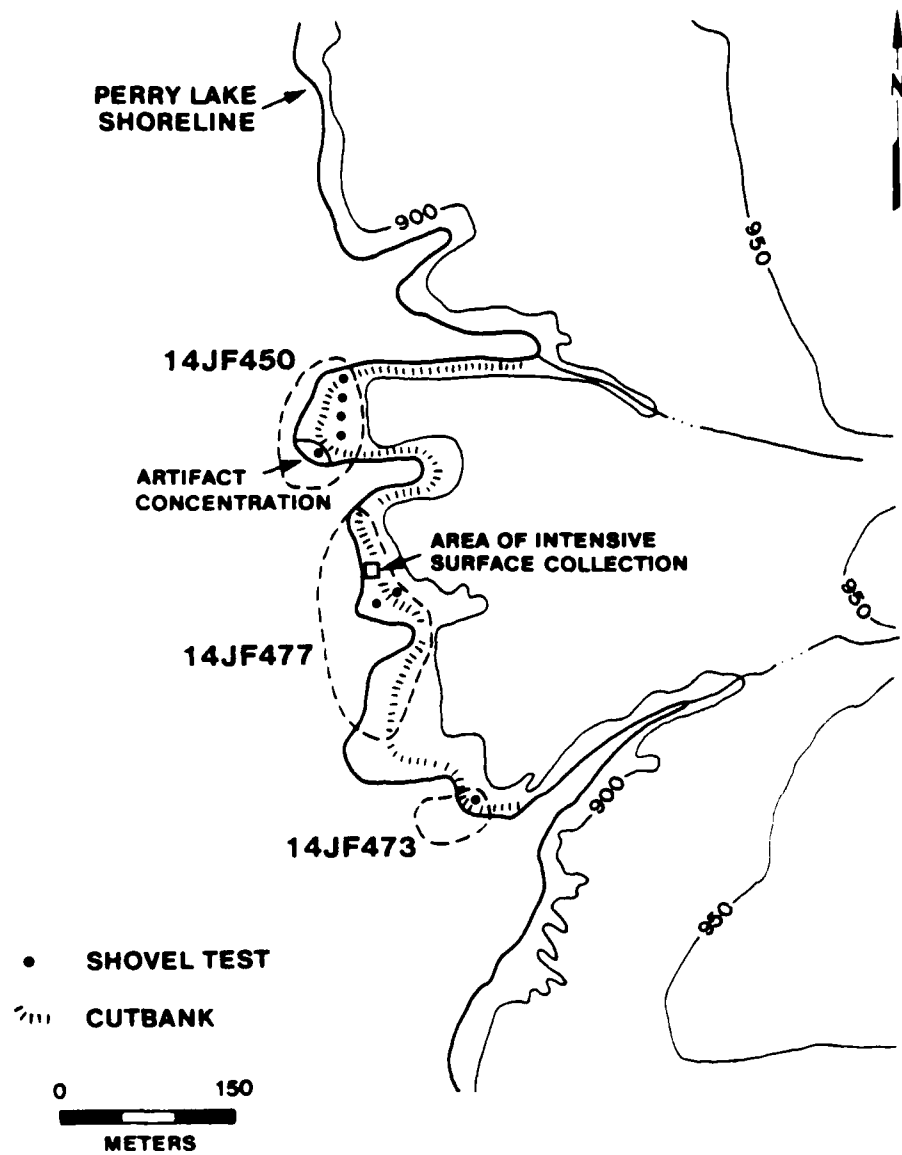 N
PERRY LAKE
SHORELINE
900
950
14JF450
ARTIFACT
CONCENTRATION
AREA OF INTENSIVE
SURFACE COLLECTION
950
14JF477
900
14JF473
950
SHOVEL TEST
CUTBANK
0 150
METERS